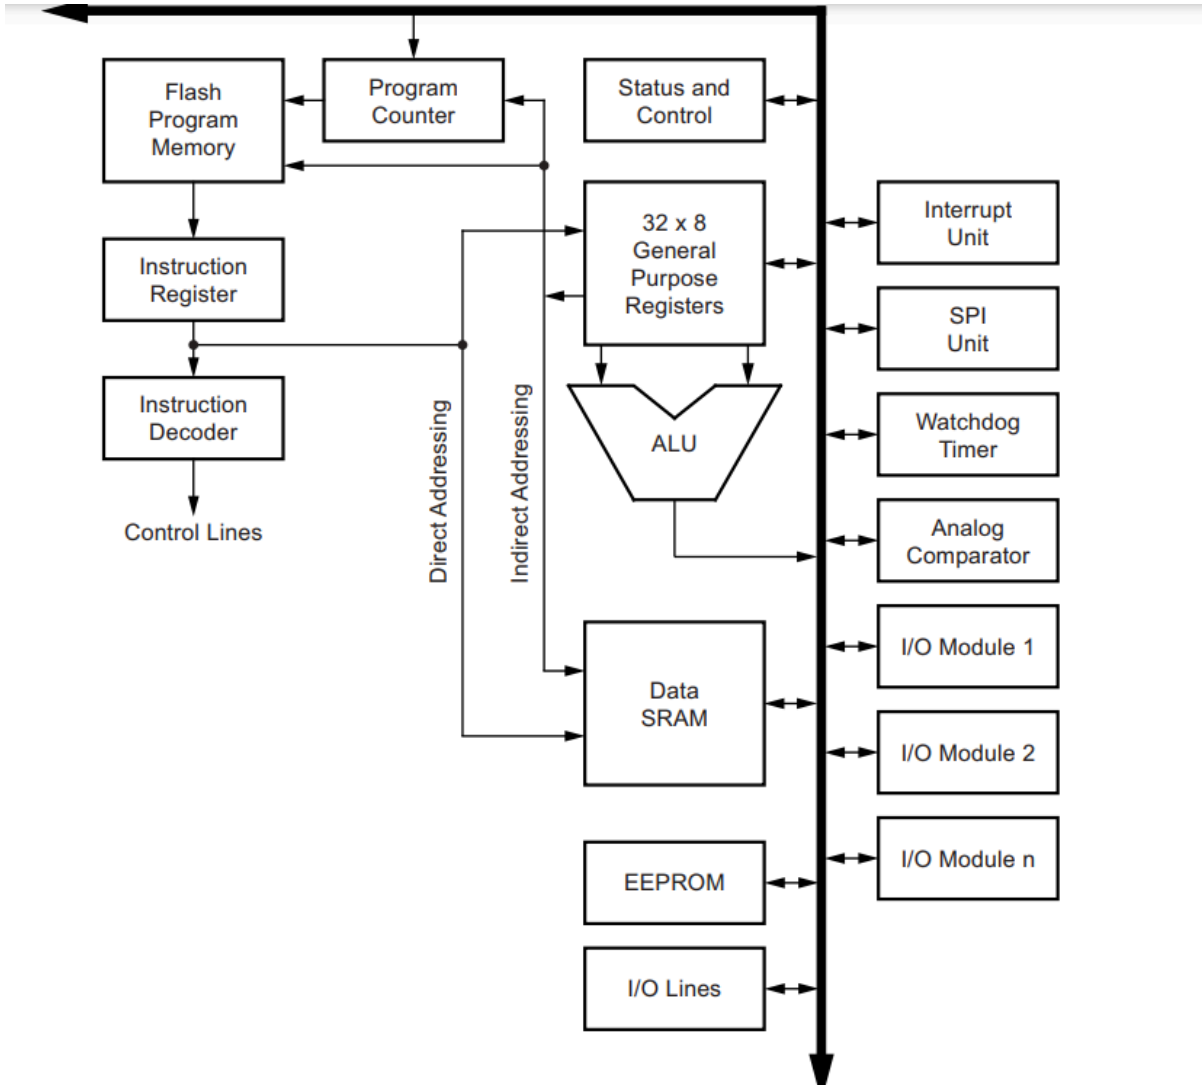 Flash
Program
Memory
Program
Counter
Status and
Control
32 x 8
General
Purpose
Registers
Interrupt
Unit
Instruction
Register
SPI
Unit
Instruction
Decoder
Control Lines
Direct Addressing
Indirect Addressing
ALU
Watchdog
Timer
Analog
Comparator
Data
SRAM
I/O Module 1
I/O Module 2
I/O Module n
EEPROM
I/O Lines